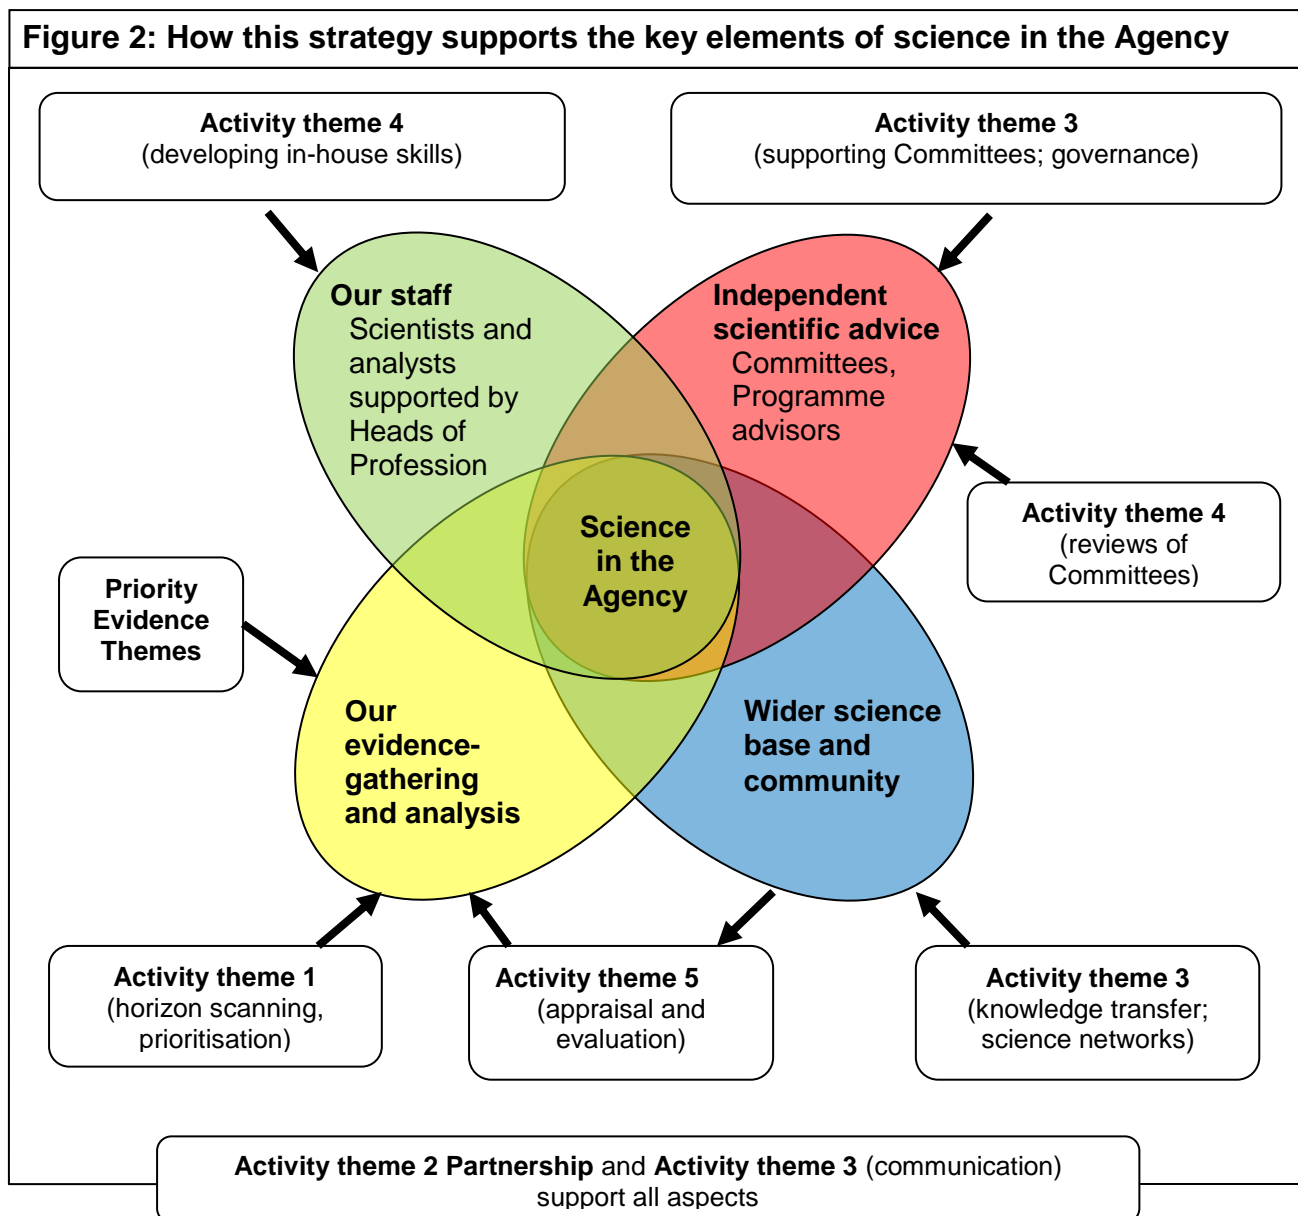 Figure 2: How this strategy supports the key elements of science in the Agency
Activity theme 4
(developing in-house skills)
Activity theme 3
(supporting Committees; governance)
Our staff
Scientists and
analysts
supported by
Heads of
Profession
Independent
scientific advice
Committees,
Programme
advisors
Activity theme 4
(reviews of
Committees)
Science
in the
Agency
Priority
Evidence
Themes
Our
evidence-
gathering
and analysis
Wider science
base and
community
Activity theme 1
(horizon scanning,
prioritisation)
Activity theme 5
(appraisal and
evaluation)
Activity theme 3
(knowledge transfer;
science networks)
Activity theme 2 Partnership and Activity theme 3 (communication)
support all aspects